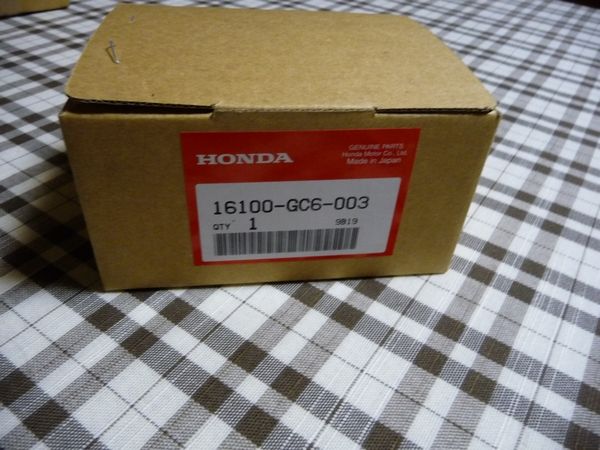 HONDA
GENUINE PARTS
Honda Motor Co., Ltd.
Made in Japan
16100-GC6-003
QTY 1 9819